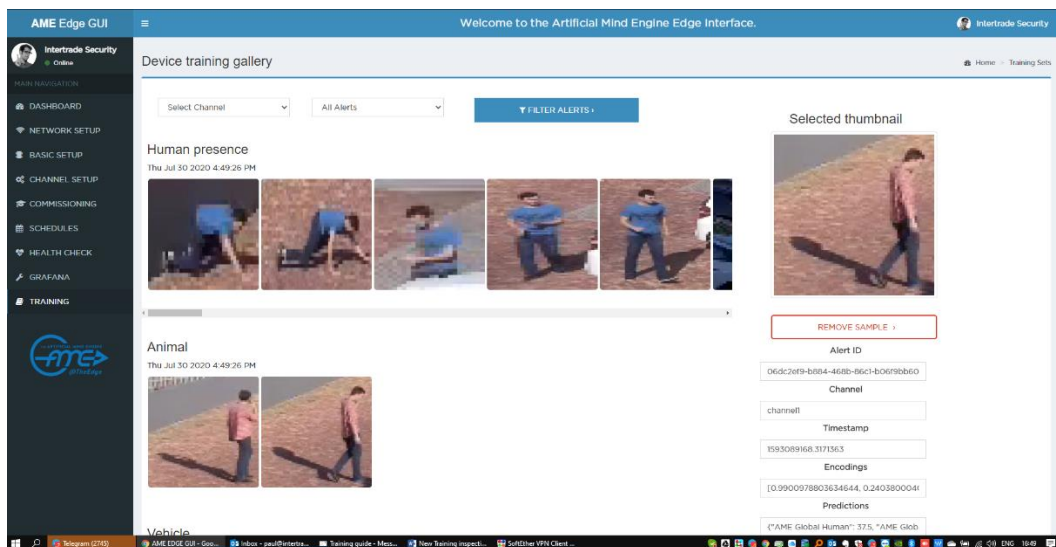 AME Edge GUI
Welcome to the Artificial Mind Engine Edge Interface.
Intertrade Security
Intertrade Security
Online
MAIN NAVIGATION
DASHBOARD
NETWORK SETUP
BASIC SETUP
CHANNEL SETUP
COMMISSIONING
SCHEDULES
HEALTH CHECK
GRAFANA
TRAINING
AME
@TheEdge
Device training gallery
Home > Training Sets
Select Channel
All Alerts
FILTER ALERTS ›
Human presence
Thu Jul 30 2020 4:49:26 PM
Animal
Thu Jul 30 2020 4:49:26 PM
Vehicle
Selected thumbnail
REMOVE SAMPLE ›
Alert ID
06dc2ef9-b884-468b-86c1-b06f9bb60
Channel
channel1
Timestamp
1593089168.3171363
Encodings
[0.9900978803634644, 0.240380004
Predictions
{"AME Global Human": 37.5, "AME Glob
Telegram (2745)
AME EDGE GUI - Goo...
Inbox - paul@intertra...
Training guide - Mess...
New Training inspecti...
SoftEther VPN Client ...
ENG
16:49